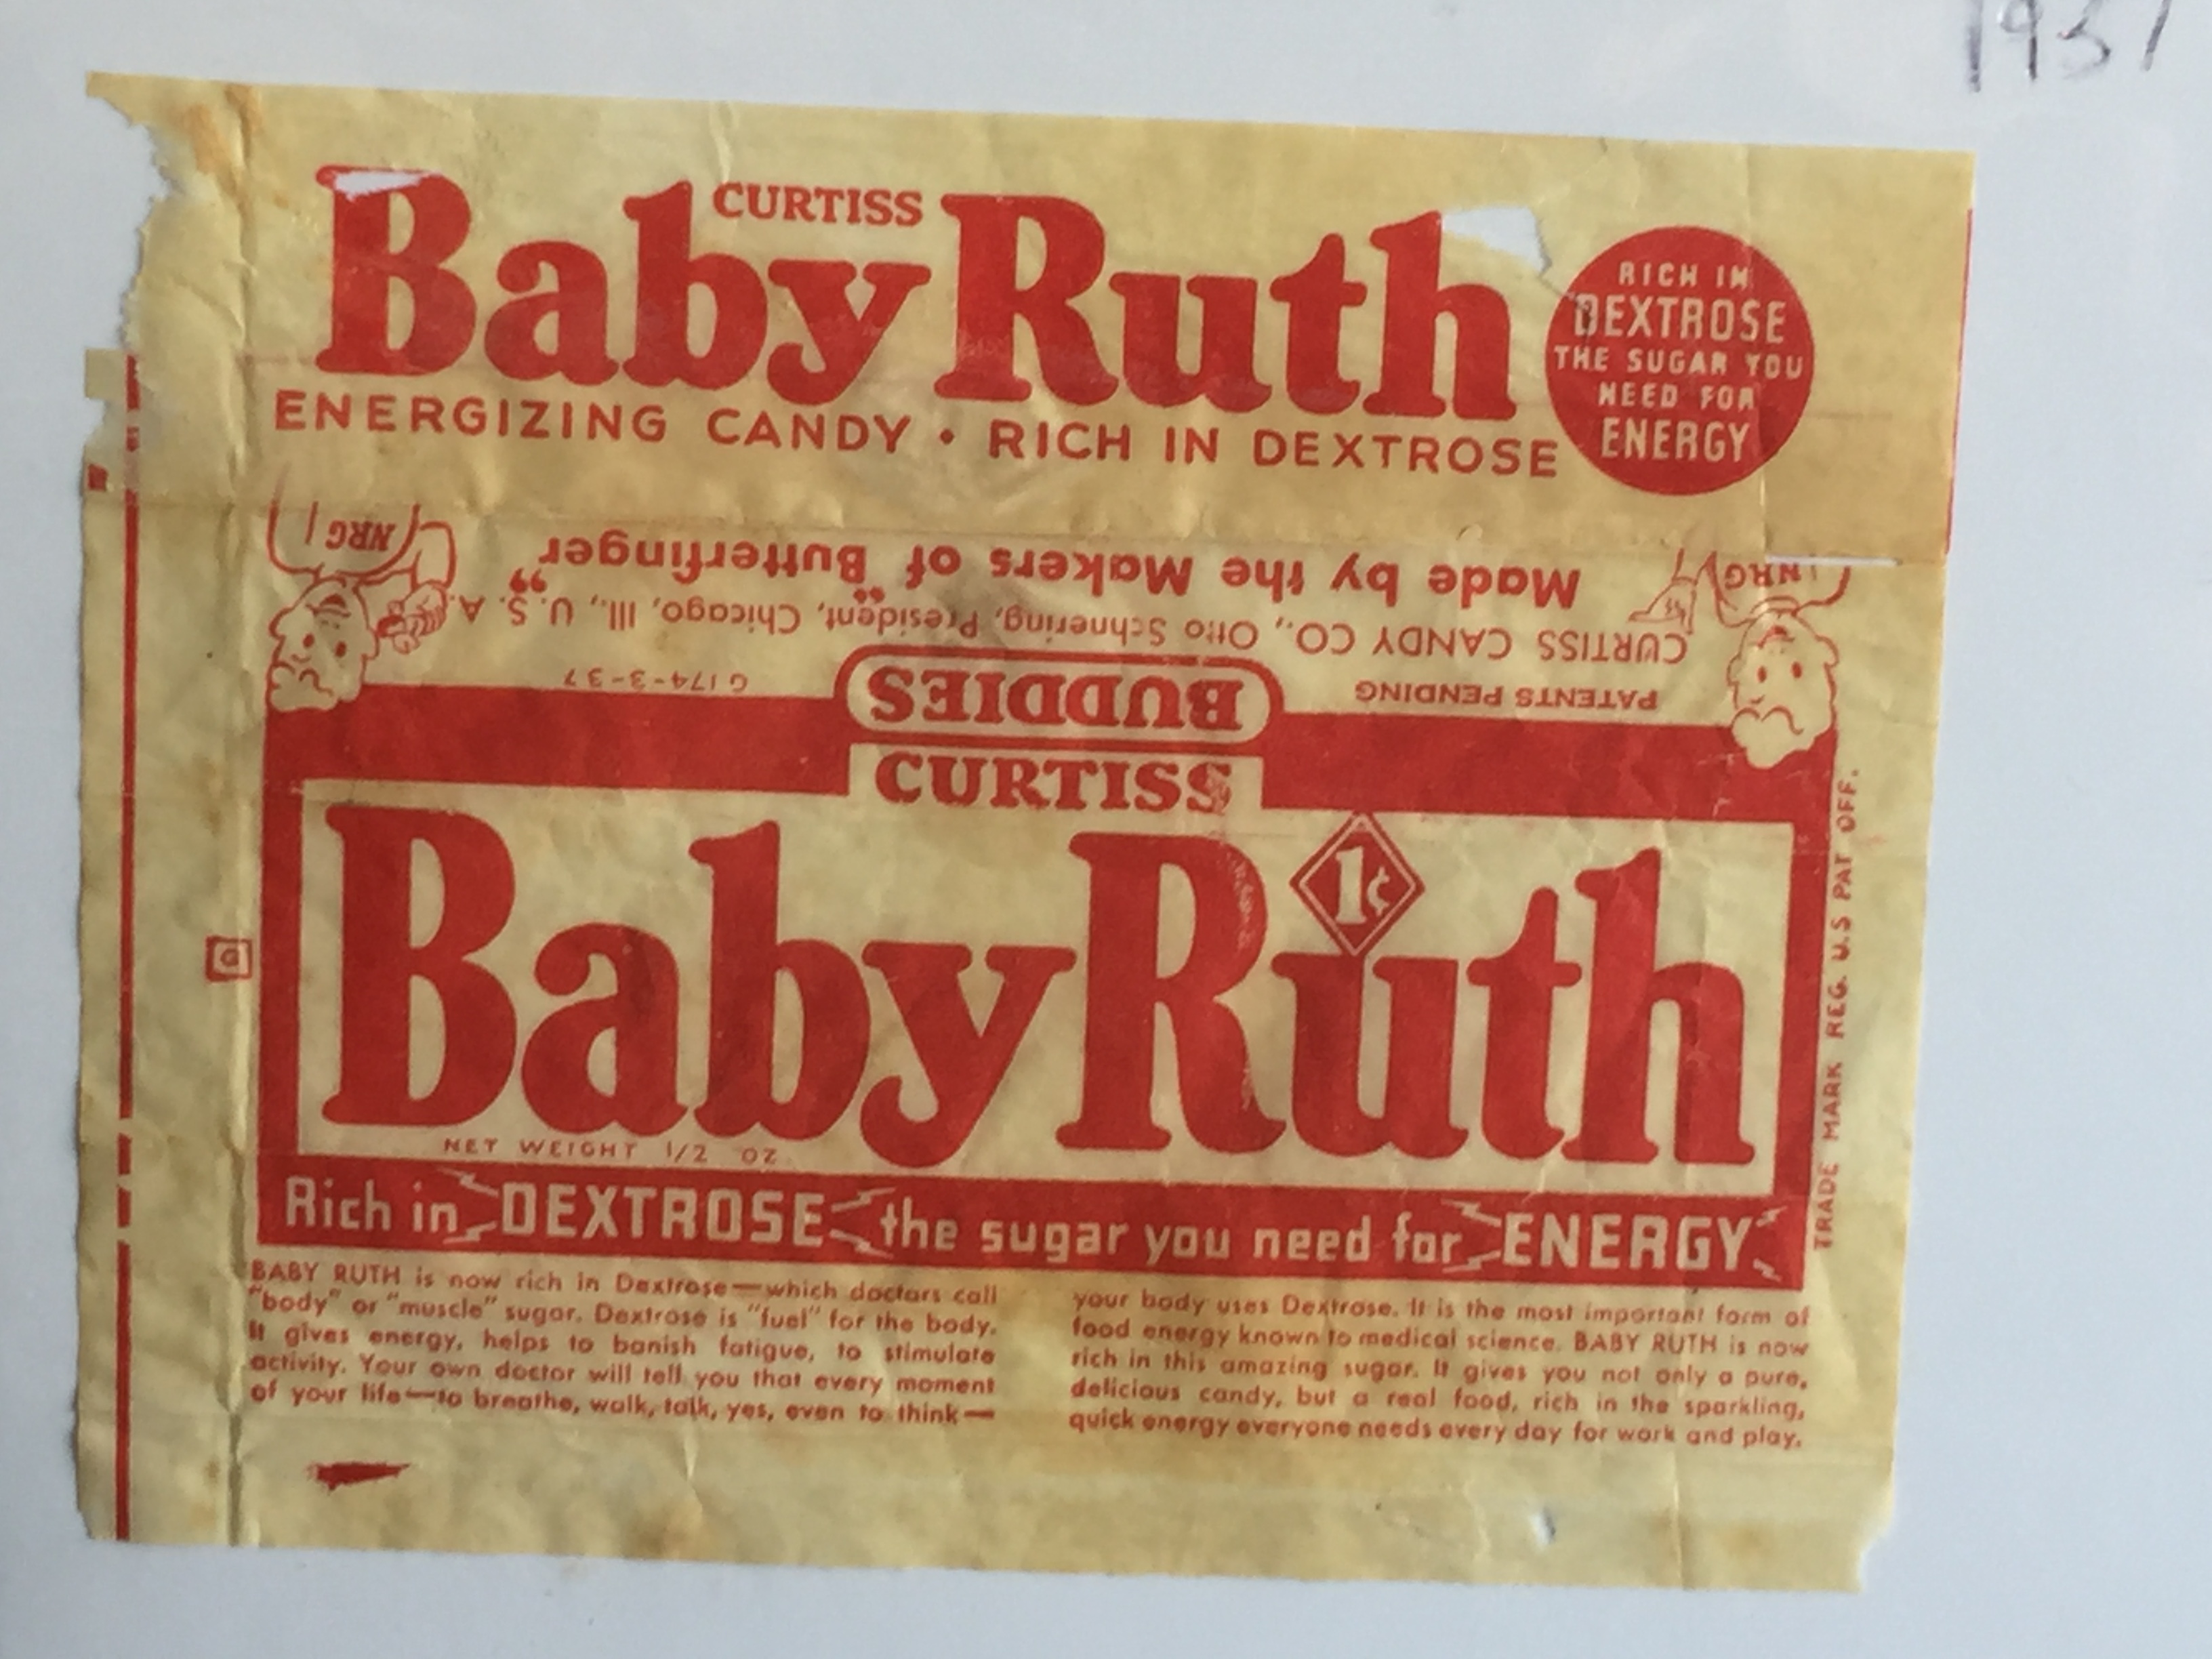 1937
CURTISS
Baby Ruth
ENERGIZING CANDY • RICH IN DEXTROSE
RICH IN
DEXTROSE
THE SUGAR YOU
NEED FOR
ENERGY
NRG
NRG
BUDDIES
PATENTS PENDING
G174-3-37
CURTISS CANDY CO., Otto Schnering, President, Chicago, Ill., U. S. A.
Made by the Makers of "Butterfinger"
CURTISS
Baby Ruth
1¢
NET WEIGHT 1/2 OZ
Rich in DEXTROSE the sugar you need for ENERGY
TRADE MARK REG. U.S PAT OFF.
G
BABY RUTH is now rich in Dextrose—which doctors call
"body" or "muscle" sugar. Dextrose is "fuel" for the body.
It gives energy, helps to banish fatigue, to stimulate
activity. Your own doctor will tell you that every moment
of your life—to breathe, walk, talk, yes, even to think—
your body uses Dextrose. It is the most important form of
food energy known to medical science. BABY RUTH is now
rich in this amazing sugar. It gives you not only a pure,
delicious candy, but a real food, rich in the sparkling,
quick energy everyone needs every day for work and play.